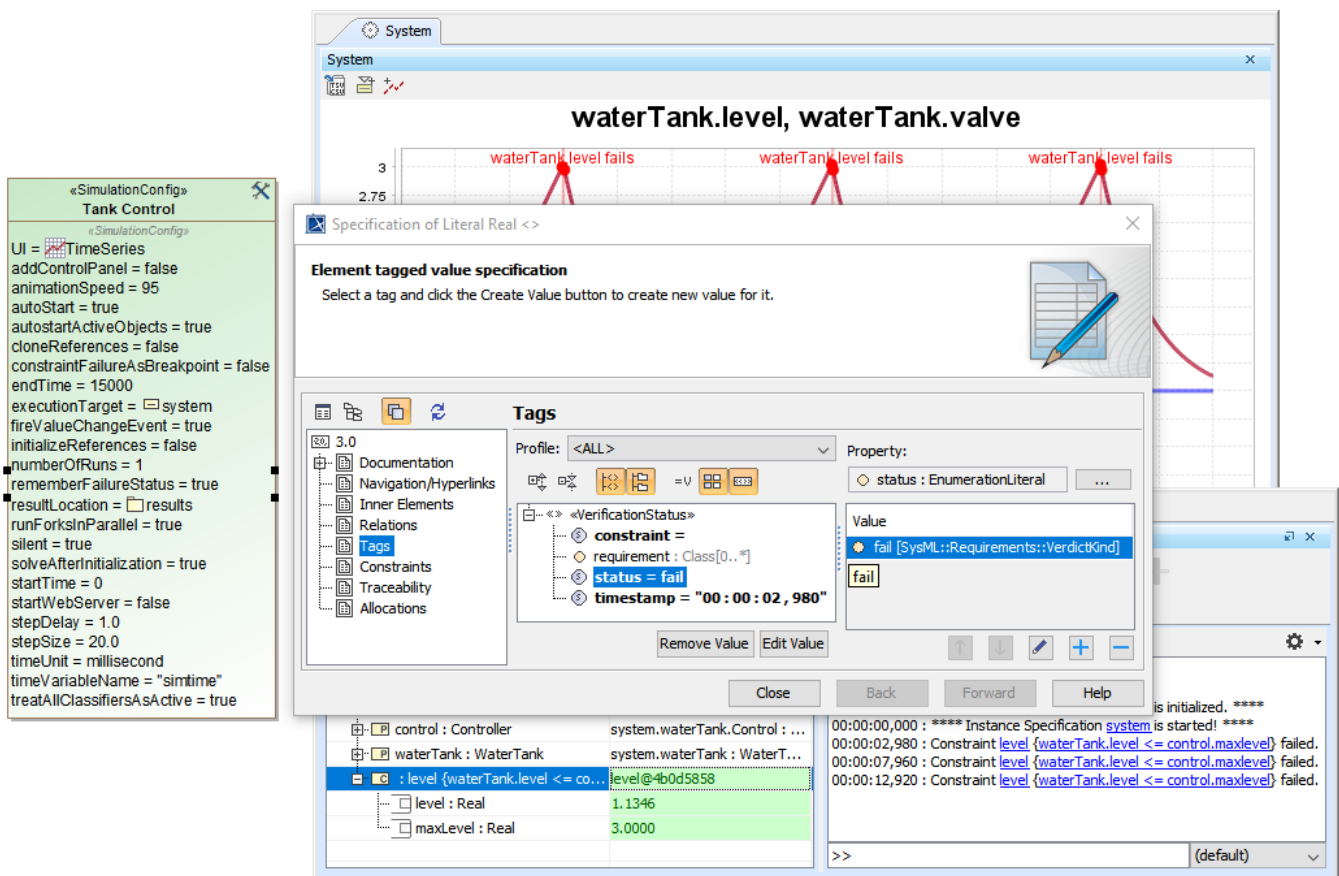 System
System
TSV
CSV
waterTank.level, waterTank.valve
waterTank.level fails
waterTank.level fails
waterTank.level fails
3
2.75
«SimulationConfig»
Tank Control
«SimulationConfig»
UI = TimeSeries
addControlPanel = false
animationSpeed = 95
autoStart = true
autostartActiveObjects = true
cloneReferences = false
constraintFailureAsBreakpoint = false
endTime = 15000
executionTarget = system
fireValueChangeEvent = true
initializeReferences = false
numberOfRuns = 1
rememberFailureStatus = true
resultLocation = results
runForksInParallel = true
silent = true
solveAfterInitialization = true
startTime = 0
startWebServer = false
stepDelay = 1.0
stepSize = 20.0
timeUnit = millisecond
timeVariableName = "simtime"
treatAllClassifiersAsActive = true
Specification of Literal Real <>
Element tagged value specification
Select a tag and click the Create Value button to create new value for it.
3.0
Documentation
Navigation/Hyperlinks
Inner Elements
Relations
Tags
Constraints
Traceability
Allocations
Tags
Profile: <ALL>
«VerificationStatus»
constraint =
requirement : Class[0..*]
status = fail
timestamp = "00:00:02,980"
Remove Value
Edit Value
Property:
status : EnumerationLiteral
...
Value
fail [SysML::Requirements::VerdictKind]
fail
Close
Back
Forward
Help
control : Controller
system.waterTank.Control : ...
waterTank : WaterTank
system.waterTank : WaterT...
: level {waterTank.level <= co...
level@4b0d5858
level : Real
1.1346
maxLevel : Real
3.0000
is initialized. ****
00:00:00,000 : **** Instance Specification system is started! ****
00:00:02,980 : Constraint level {waterTank.level <= control.maxlevel} failed.
00:00:07,960 : Constraint level {waterTank.level <= control.maxlevel} failed.
00:00:12,920 : Constraint level {waterTank.level <= control.maxlevel} failed.
>>
(default)